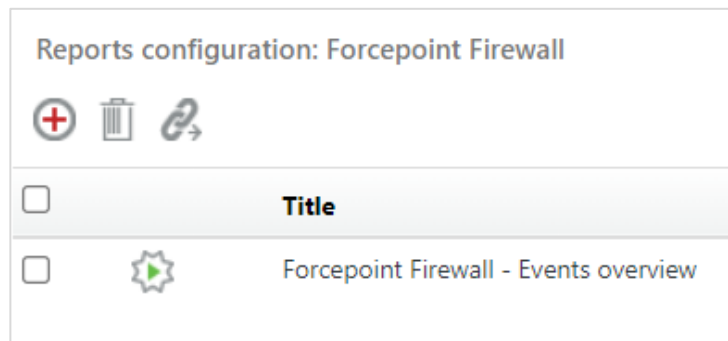 Reports configuration: Forcepoint Firewall
Title
Forcepoint Firewall - Events overview